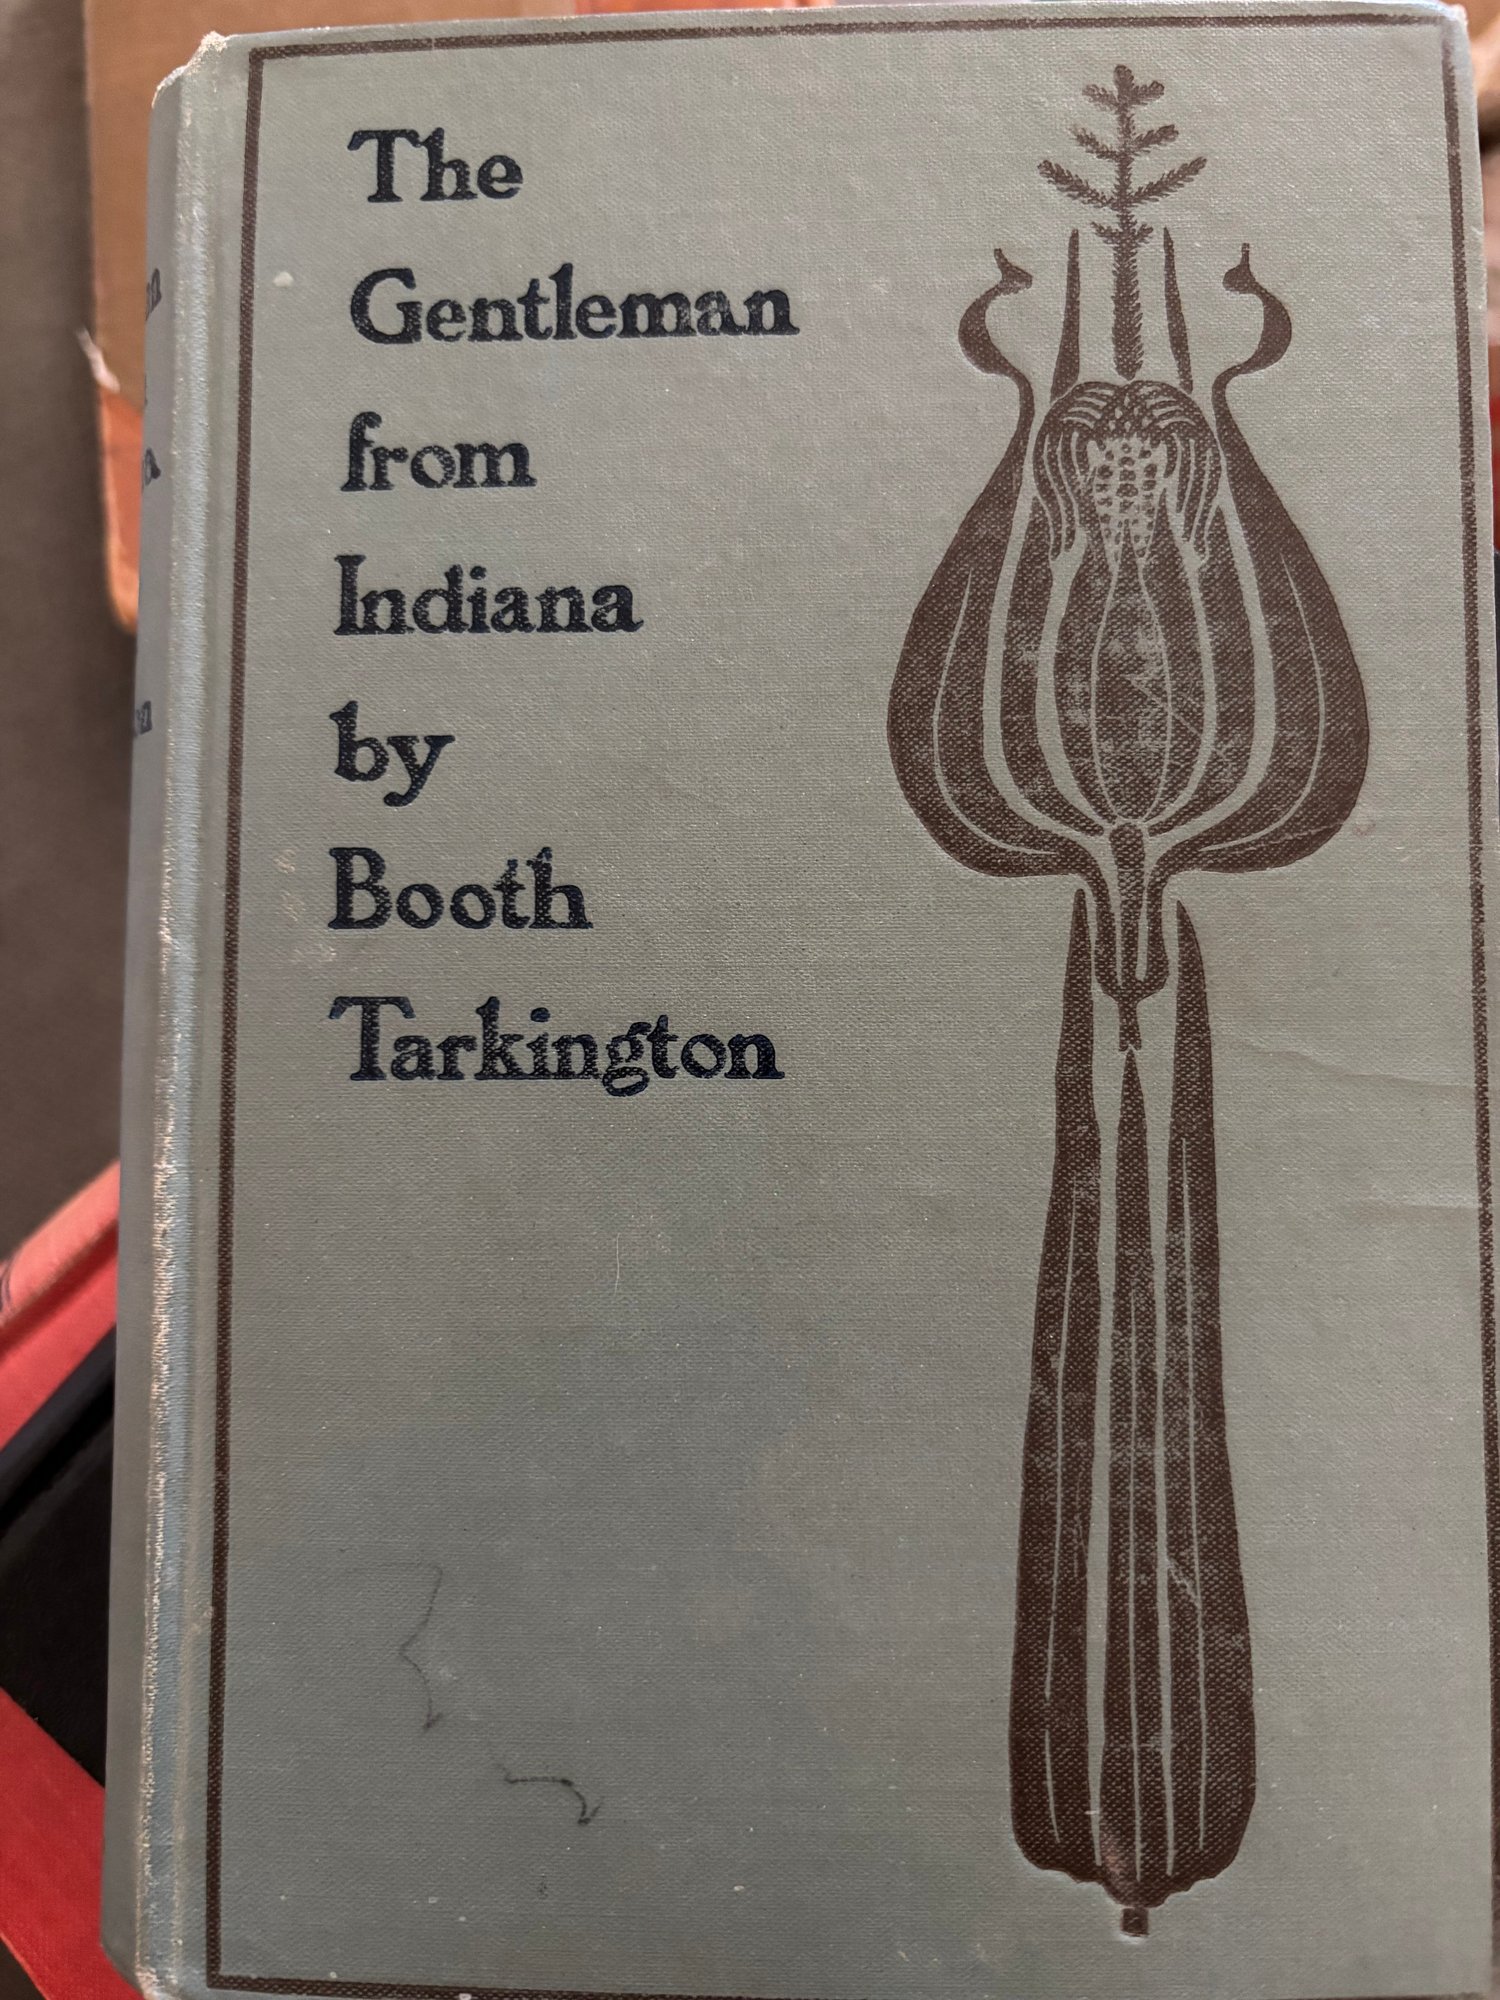 The
Gentleman
from
Indiana
by
Booth
Tarkington